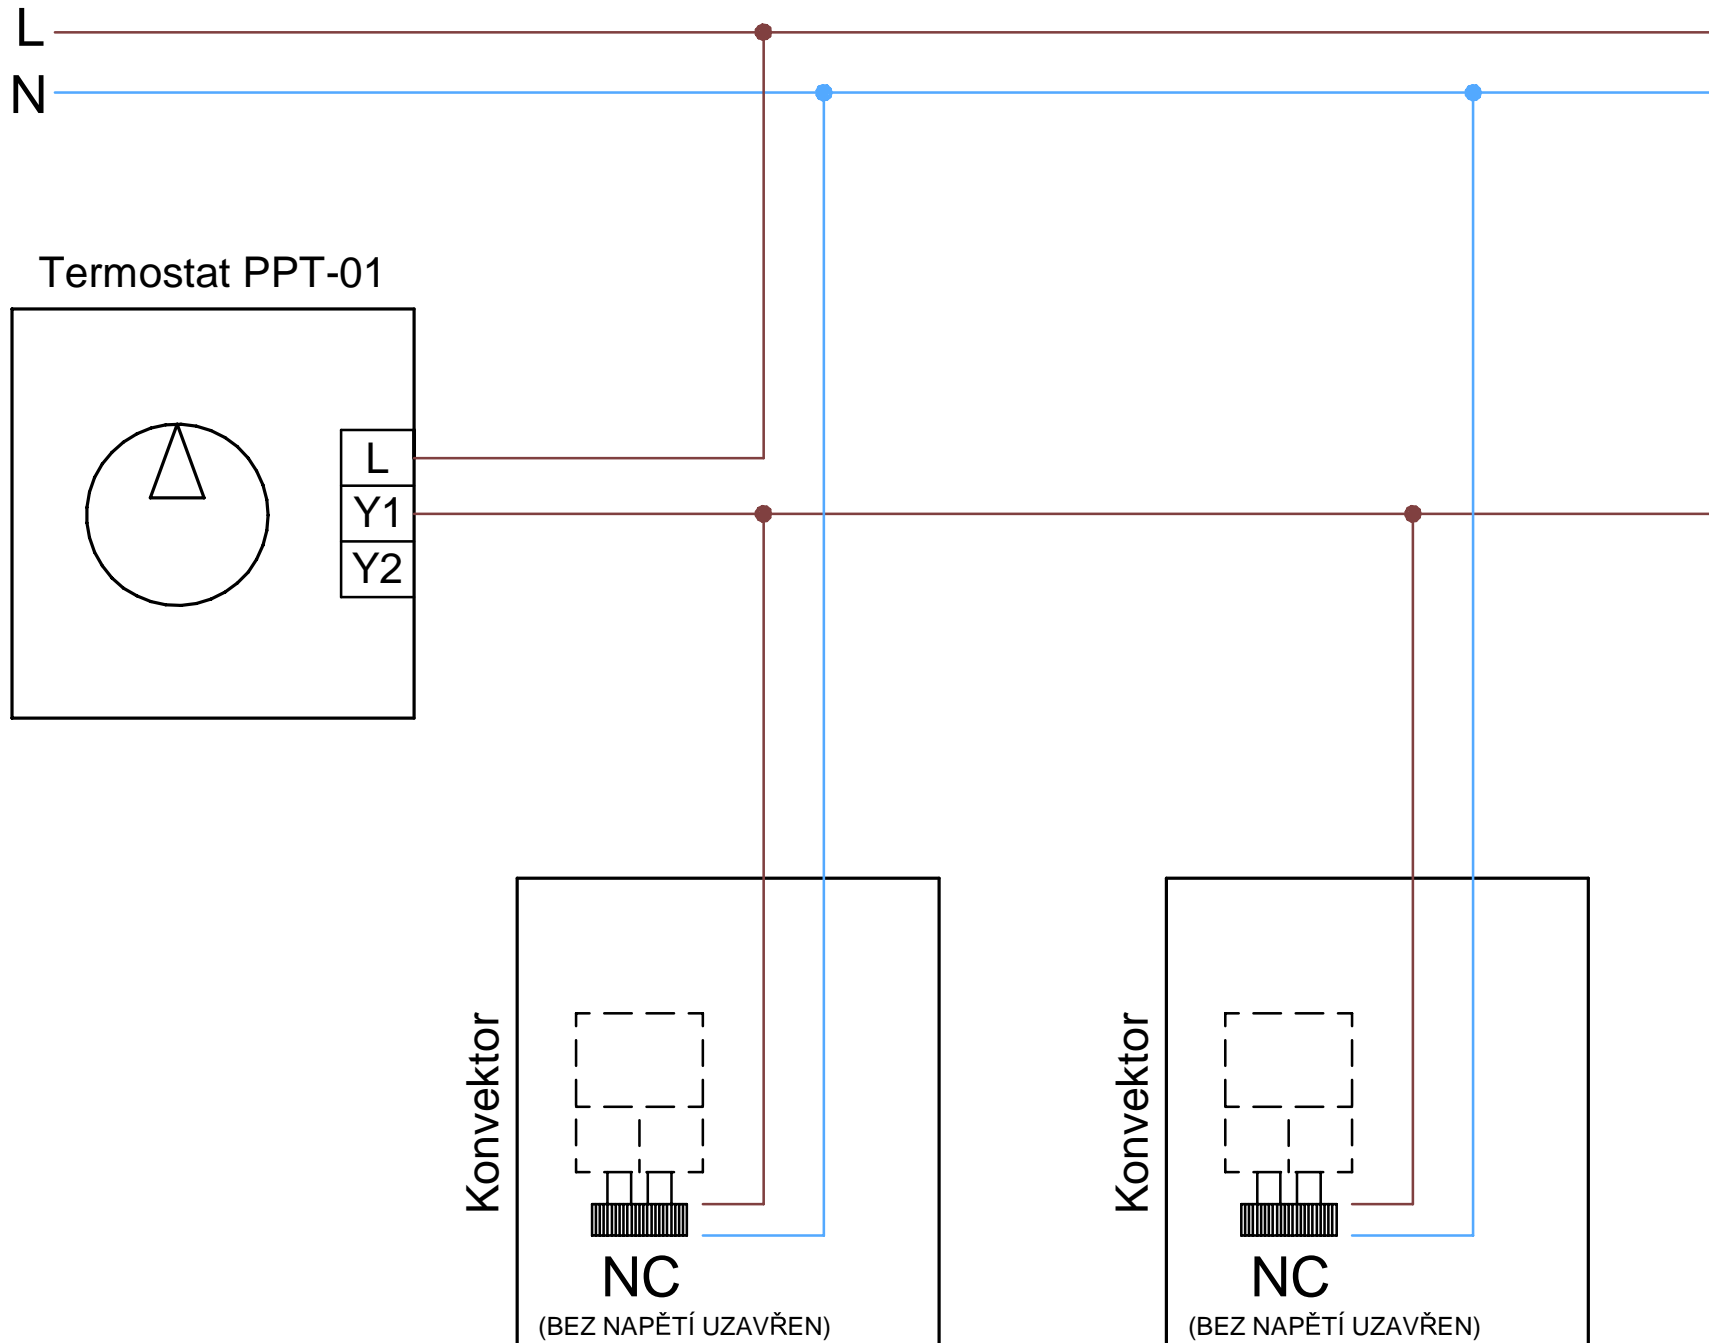 L
N
Termostat PPT-01
L
Y1
Y2
Konvektor
NC
(BEZ NAPĚTÍ UZAVŘEN)
Konvektor
NC
(BEZ NAPĚTÍ UZAVŘEN)